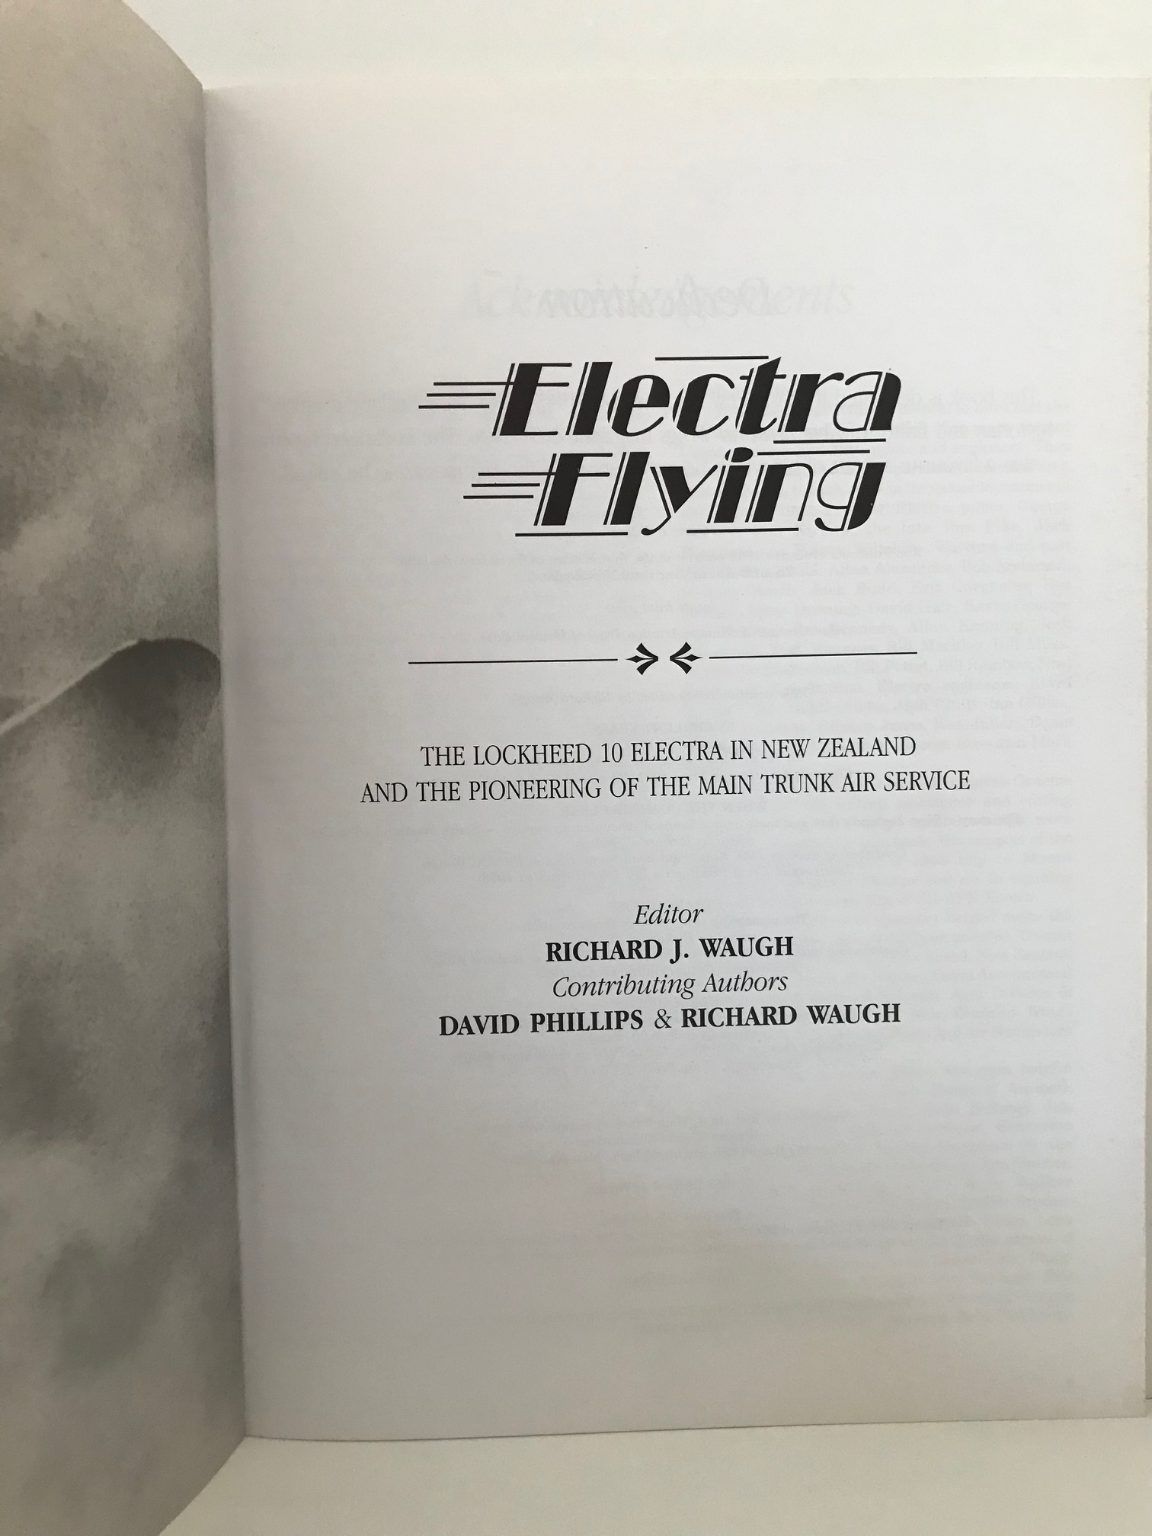 Electra
Flying
THE LOCKHEED 10 ELECTRA IN NEW ZEALAND
AND THE PIONEERING OF THE MAIN TRUNK AIR SERVICE
Editor
RICHARD J. WAUGH
Contributing Authors
DAVID PHILLIPS & RICHARD WAUGH